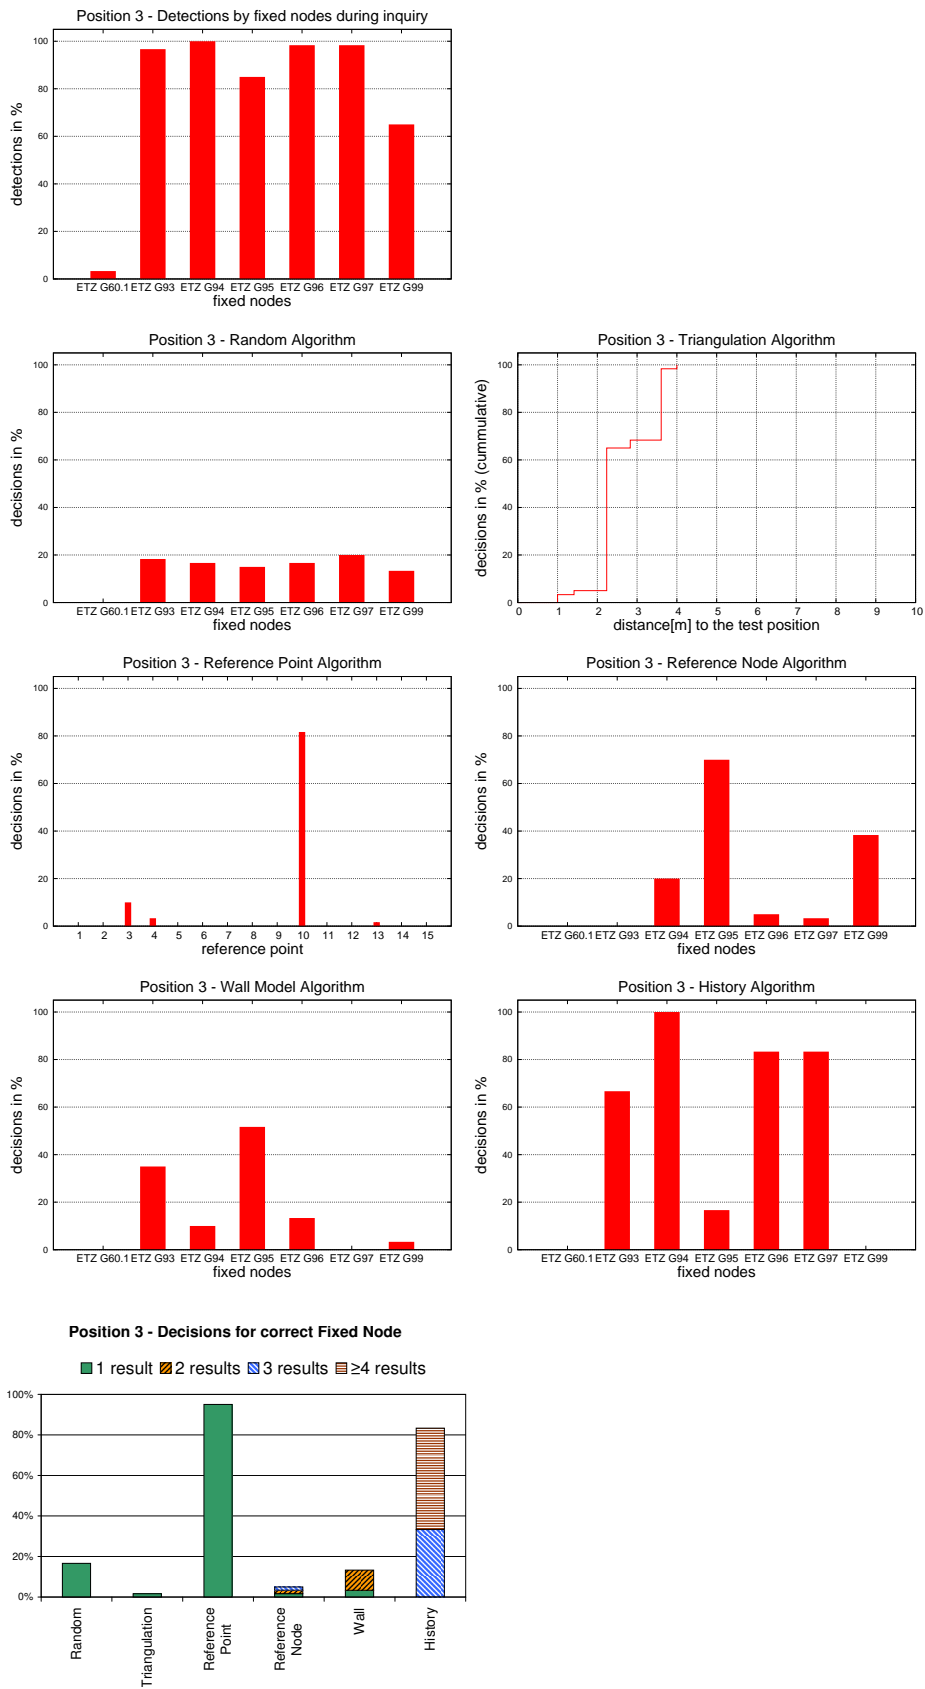 Position 3 - Detections by fixed nodes during inquiry
detections in %
100
80
60
40
20
0
ETZ G60.1 ETZ G93 ETZ G94 ETZ G95 ETZ G96 ETZ G97 ETZ G99
fixed nodes
Position 3 - Random Algorithm
decisions in %
100
80
60
40
20
0
ETZ G60.1 ETZ G93 ETZ G94 ETZ G95 ETZ G96 ETZ G97 ETZ G99
fixed nodes
Position 3 - Triangulation Algorithm
decisions in % (cummulative)
100
80
60
40
20
0
0 1 2 3 4 5 6 7 8 9 10
distance[m] to the test position
Position 3 - Reference Point Algorithm
decisions in %
100
80
60
40
20
0
1 2 3 4 5 6 7 8 9 10 11 12 13 14 15
reference point
Position 3 - Reference Node Algorithm
decisions in %
100
80
60
40
20
0
ETZ G60.1 ETZ G93 ETZ G94 ETZ G95 ETZ G96 ETZ G97 ETZ G99
fixed nodes
Position 3 - Wall Model Algorithm
decisions in %
100
80
60
40
20
0
ETZ G60.1 ETZ G93 ETZ G94 ETZ G95 ETZ G96 ETZ G97 ETZ G99
fixed nodes
Position 3 - History Algorithm
decisions in %
100
80
60
40
20
0
ETZ G60.1 ETZ G93 ETZ G94 ETZ G95 ETZ G96 ETZ G97 ETZ G99
fixed nodes
Position 3 - Decisions for correct Fixed Node
1 result 2 results 3 results ≥4 results
100%
80%
60%
40%
20%
0%
Random
Triangulation
Reference
Point
Reference
Node
Wall
History